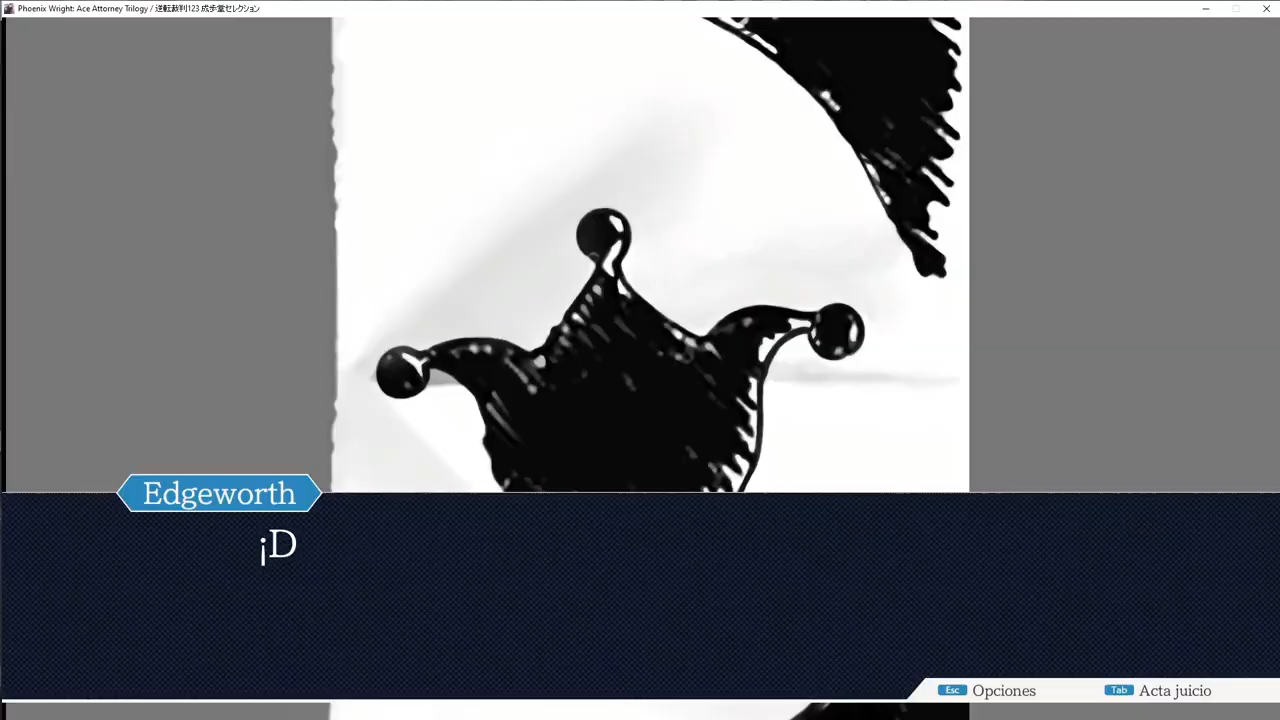 Phoenix Wright: Ace Attorney Trilogy / 逆転裁判123 成歩堂セレクション
Edgeworth
¡D
Esc Opciones
Tab Acta juicio